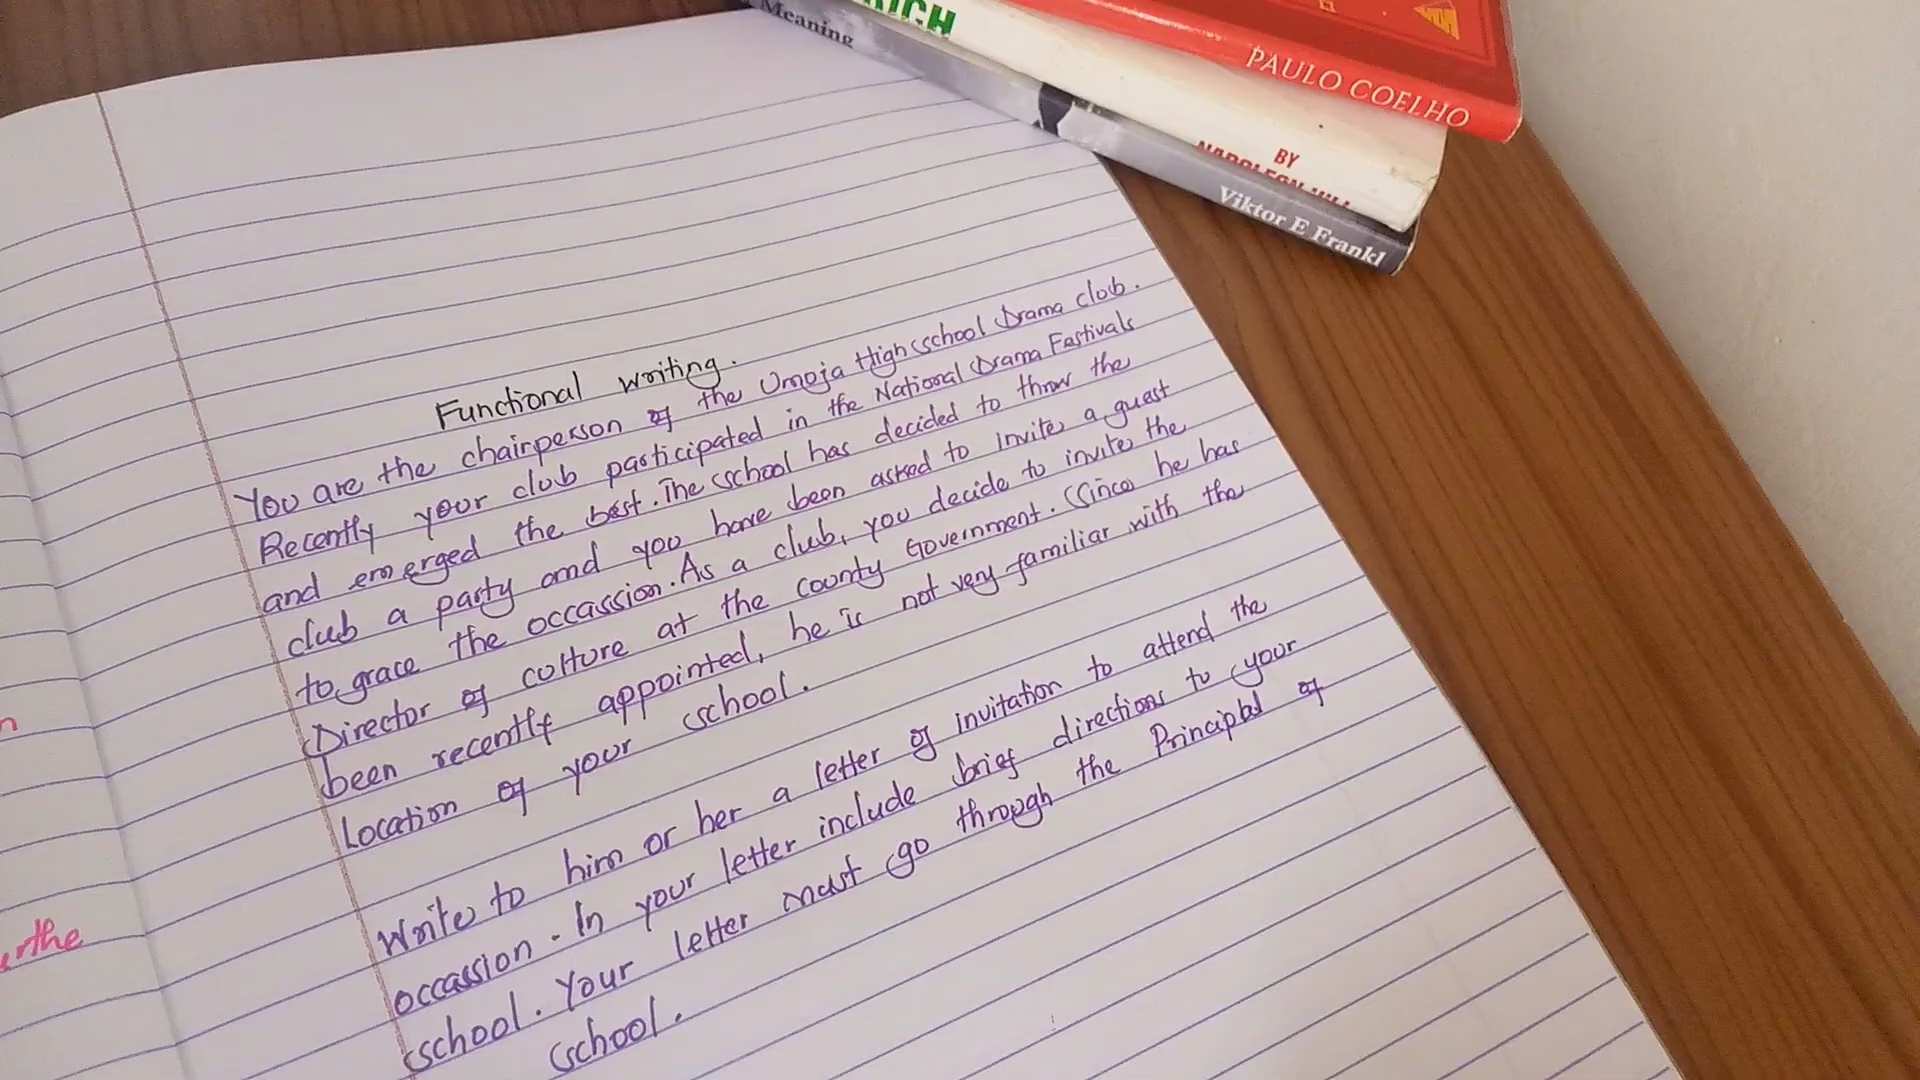 Meaning
RICH
PAULO COELHO
BY
NAPOLEON HILL
Viktor E Frankl
Functional writing.
You are the chairperson of the Umoja High school Drama club.
Recently your club participated in the National Drama Festivals
and emerged the best. The school has decided to throw the
club a party and you have been asked to invite a guest
to grace the occassion. As a club, you decide to invite the
Director of culture at the county Government. Since he has
been recently appointed, he is not very familiar with the
Location of your school.
Write to him or her a letter of invitation to attend the
occassion. In your letter include brief directions to your
school. Your letter must go through the Principal of
school.
the